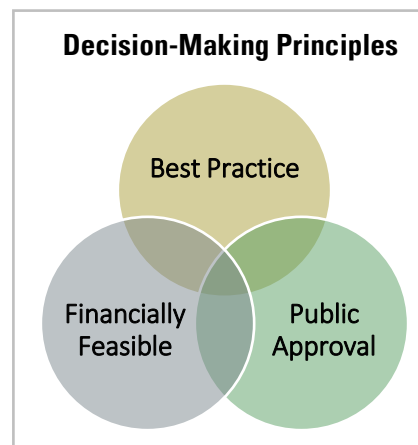 Decision-Making Principles
Best Practice
Financially
Feasible
Public
Approval